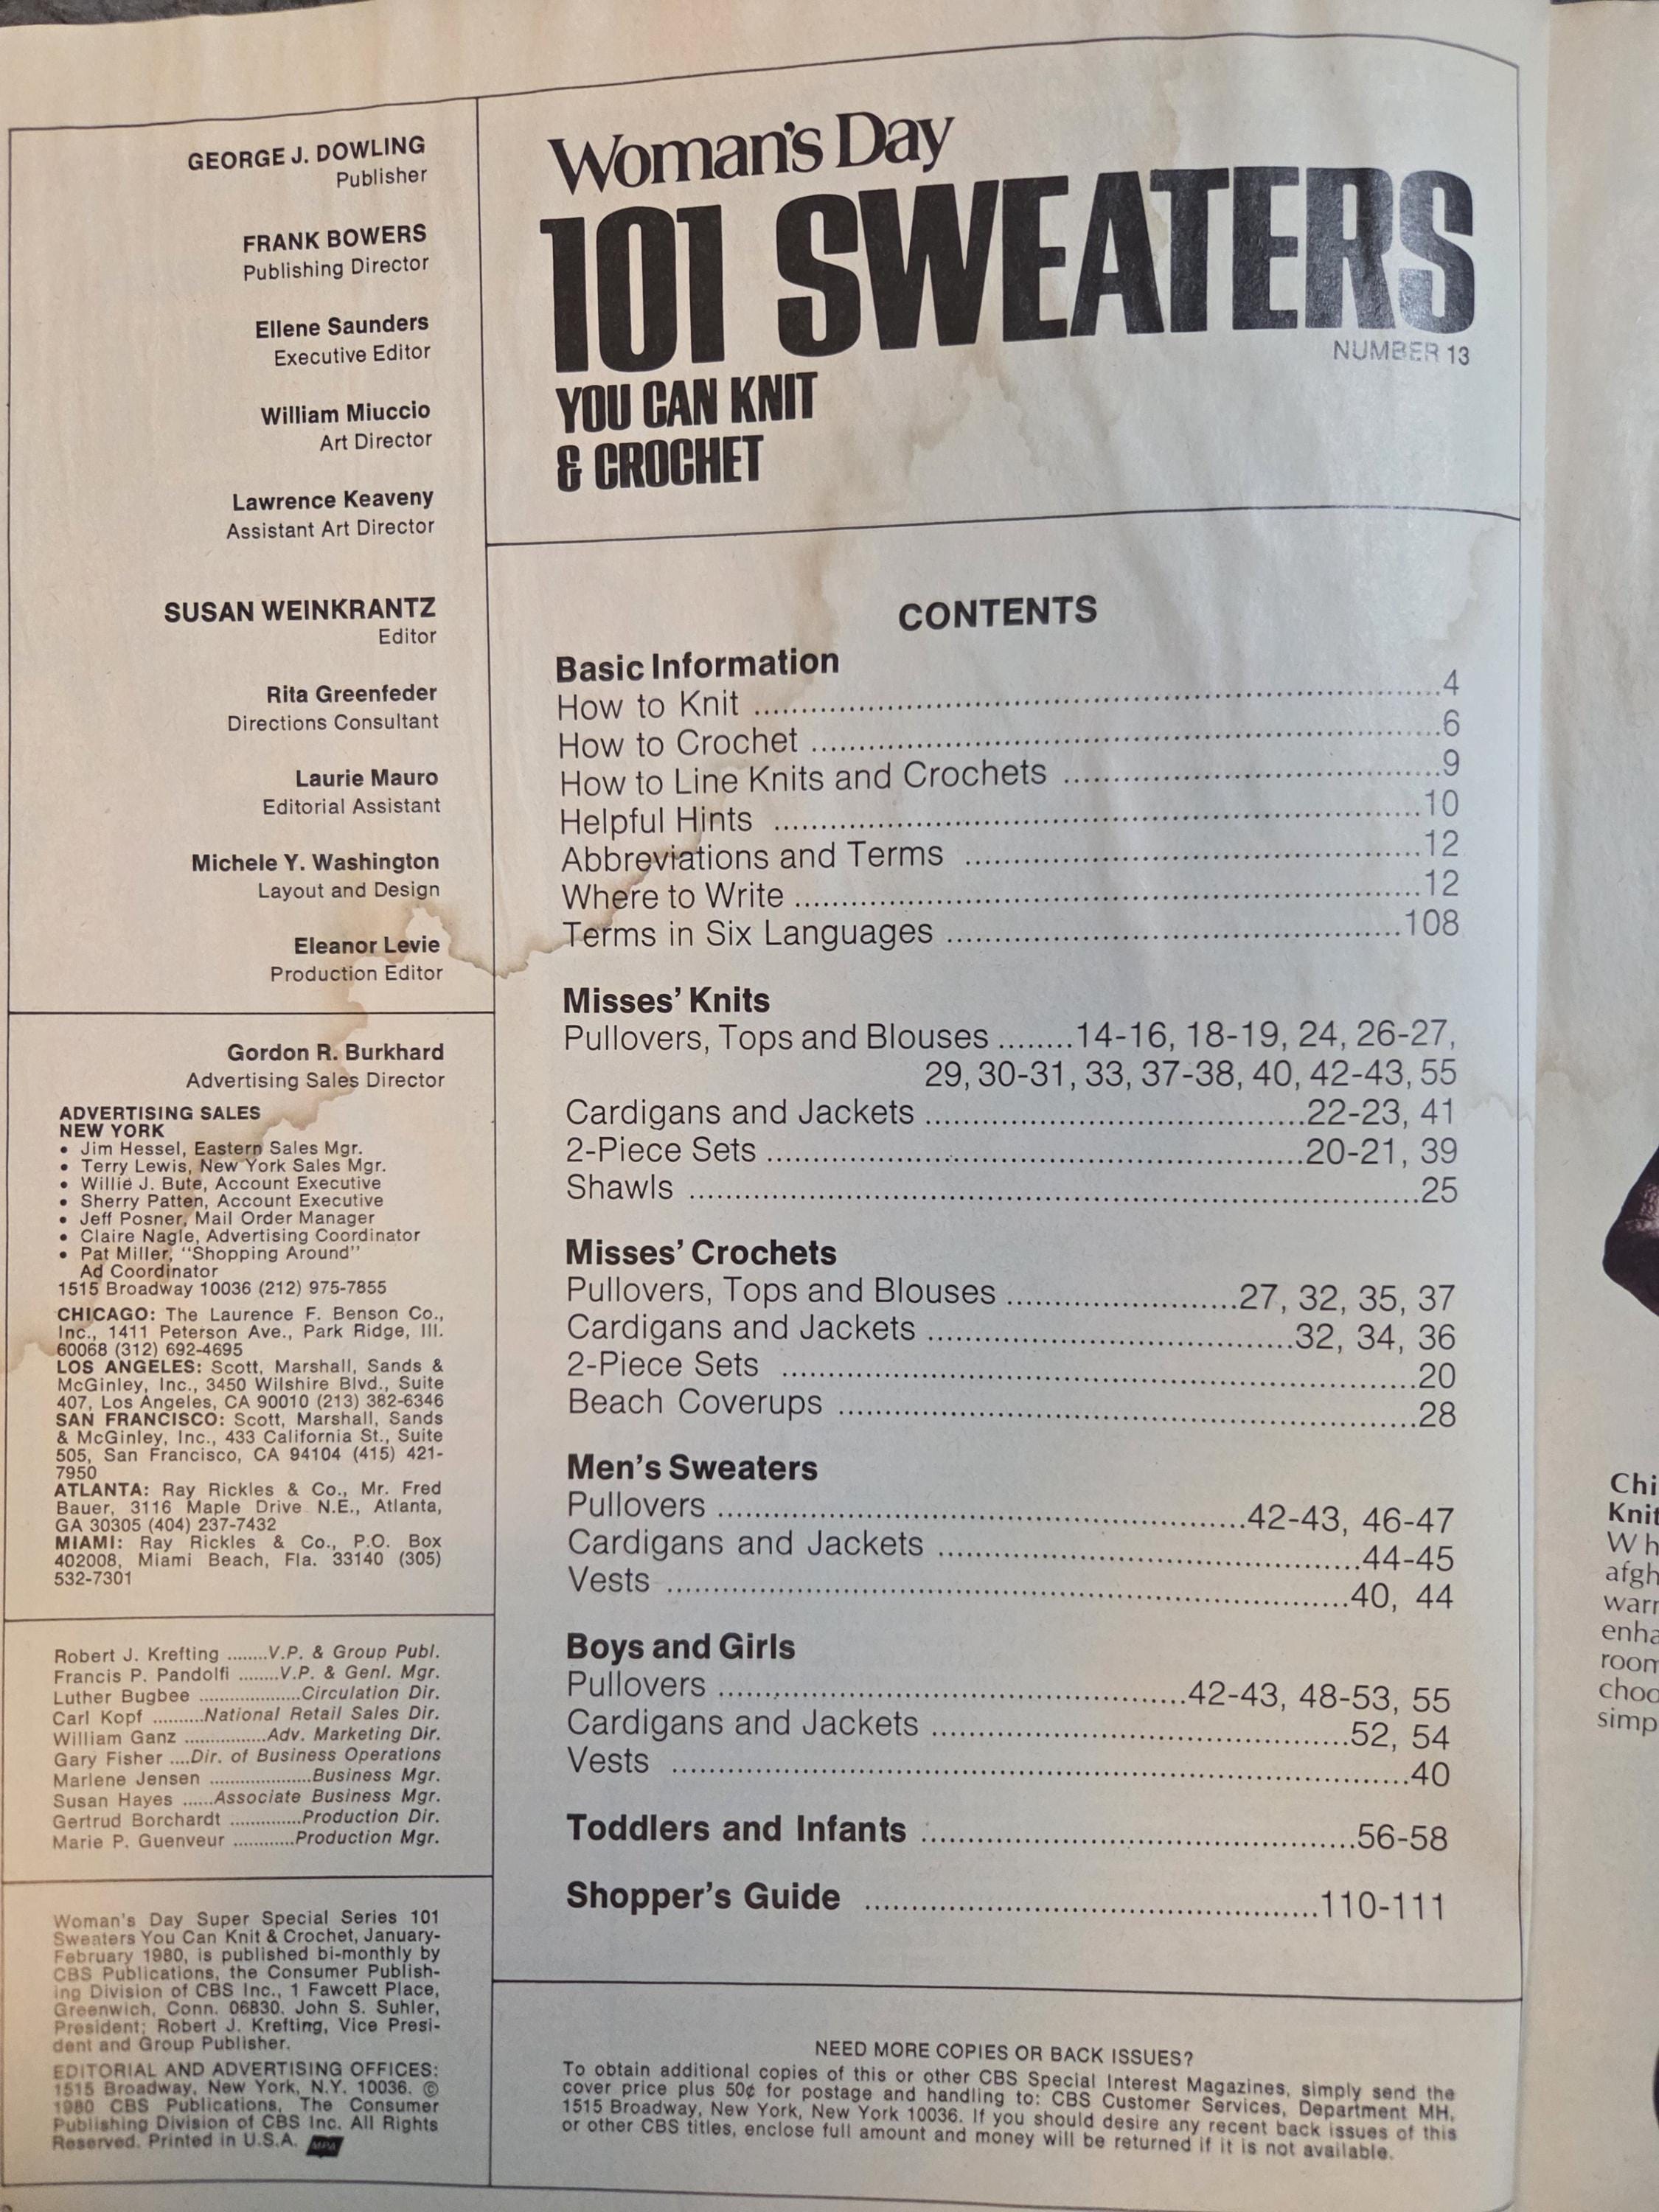 GEORGE J. DOWLING
Publisher
FRANK BOWERS
Publishing Director
Ellene Saunders
Executive Editor
William Miuccio
Art Director
Lawrence Keaveny
Assistant Art Director
SUSAN WEINKRANTZ
Editor
Rita Greenfeder
Directions Consultant
Laurie Mauro
Editorial Assistant
Michele Y. Washington
Layout and Design
Eleanor Levie
Production Editor
Gordon R. Burkhard
Advertising Sales Director
ADVERTISING SALES
NEW YORK
• Jim Hessel, Eastern Sales Mgr.
• Terry Lewis, New York Sales Mgr.
• Willie J. Bute, Account Executive
• Sherry Patten, Account Executive
• Jeff Posner, Mail Order Manager
• Claire Nagle, Advertising Coordinator
• Pat Miller, "Shopping Around"
Ad Coordinator
1515 Broadway 10036 (212) 975-7855
CHICAGO: The Laurence F. Benson Co.,
Inc., 1411 Peterson Ave., Park Ridge, Ill.
60068 (312) 692-4695
LOS ANGELES: Scott, Marshall, Sands &
McGinley, Inc., 3450 Wilshire Blvd., Suite
407, Los Angeles, CA 90010 (213) 382-6346
SAN FRANCISCO: Scott, Marshall, Sands
& McGinley, Inc., 433 California St., Suite
505, San Francisco, CA 94104 (415) 421-
7950
ATLANTA: Ray Rickles & Co., Mr. Fred
Bauer, 3116 Maple Drive N.E., Atlanta,
GA 30305 (404) 237-7432
MIAMI: Ray Rickles & Co., P.O. Box
402008, Miami Beach, Fla. 33140 (305)
532-7301
Robert J. Krefting ........V.P. & Group Publ.
Francis P. Pandolfi ........V.P. & Genl. Mgr.
Luther Bugbee ....................Circulation Dir.
Carl Kopf ..........National Retail Sales Dir.
William Ganz ................Adv. Marketing Dir.
Gary Fisher ....Dir. of Business Operations
Marlene Jensen ....................Business Mgr.
Susan Hayes ......Associate Business Mgr.
Gertrud Borchardt ..............Production Dir.
Marie P. Guenveur ............Production Mgr.
Woman's Day Super Special Series 101
Sweaters You Can Knit & Crochet, January-
February 1980, is published bi-monthly by
CBS Publications, the Consumer Publish-
ing Division of CBS Inc., 1 Fawcett Place,
Greenwich, Conn. 06830. John S. Suhler,
President; Robert J. Krefting, Vice Presi-
dent and Group Publisher.
EDITORIAL AND ADVERTISING OFFICES:
1515 Broadway, New York, N.Y. 10036. ©
1980 CBS Publications, The Consumer
Publishing Division of CBS Inc. All Rights
Reserved. Printed in U.S.A. MPA
Woman's Day
101 SWEATERS
NUMBER 13
YOU CAN KNIT
& CROCHET
CONTENTS
Basic Information
How to Knit ....................4
How to Crochet ....................6
How to Line Knits and Crochets ....................9
Helpful Hints ....................10
Abbreviations and Terms ....................12
Where to Write ....................12
Terms in Six Languages ....................108
Misses' Knits
Pullovers, Tops and Blouses ........14-16, 18-19, 24, 26-27,
29, 30-31, 33, 37-38, 40, 42-43, 55
Cardigans and Jackets ....................22-23, 41
2-Piece Sets ....................20-21, 39
Shawls ....................25
Misses' Crochets
Pullovers, Tops and Blouses ....................27, 32, 35, 37
Cardigans and Jackets ....................32, 34, 36
2-Piece Sets ....................20
Beach Coverups ....................28
Men's Sweaters
Pullovers ....................42-43, 46-47
Cardigans and Jackets ....................44-45
Vests ....................40, 44
Boys and Girls
Pullovers ....................42-43, 48-53, 55
Cardigans and Jackets ....................52, 54
Vests ....................40
Toddlers and Infants ....................56-58
Shopper's Guide ....................110-111
NEED MORE COPIES OR BACK ISSUES?
To obtain additional copies of this or other CBS Special Interest Magazines, simply send the
cover price plus 50¢ for postage and handling to: CBS Customer Services, Department MH,
1515 Broadway, New York, New York 10036. If you should desire any recent back issues of this
or other CBS titles, enclose full amount and money will be returned if it is not available.
Chi
Knit
Wh
afgh
warr
enha
room
choo
simp